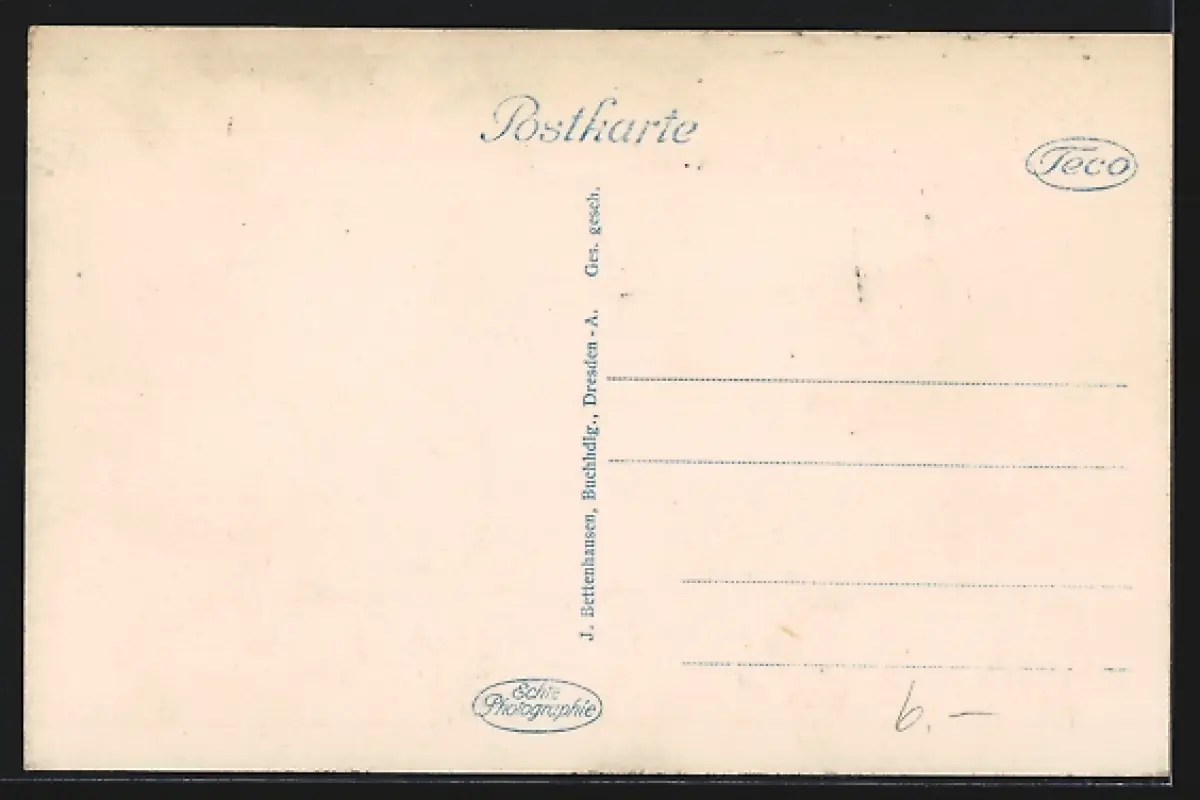 Postkarte
Teco
J. Bettenhausen, Buchhdlg., Dresden-A. Ges. gesch.
Echte
Photographie
6.—